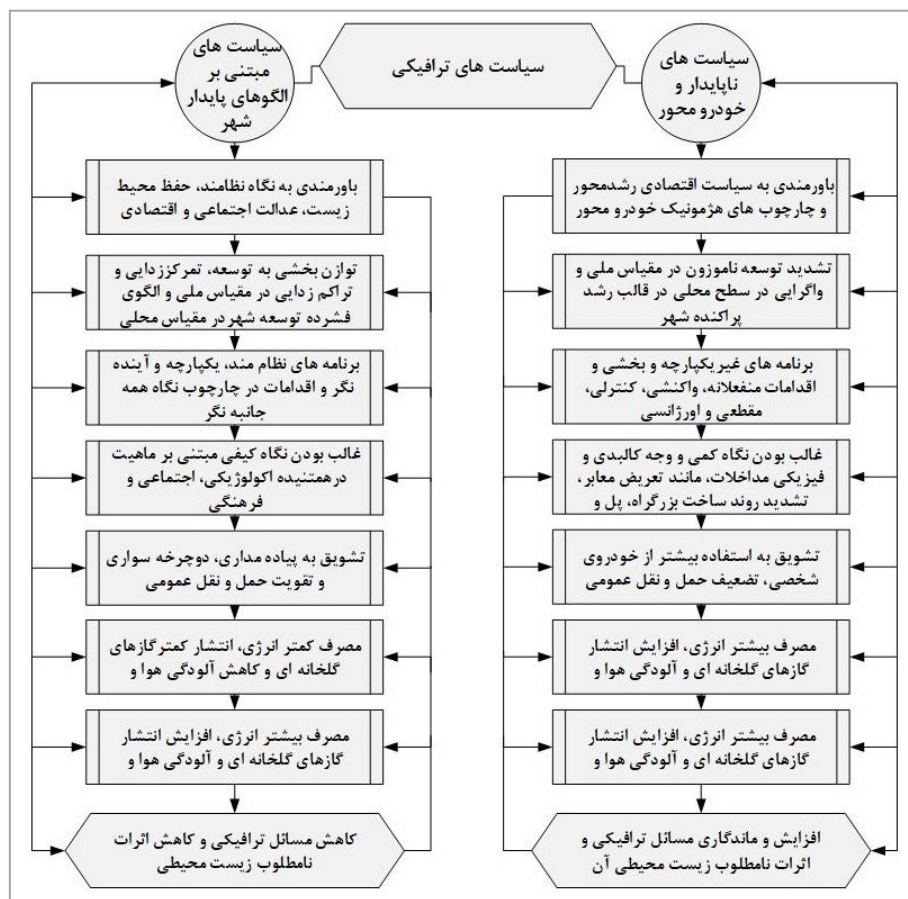 سیاست های ترافیکی
سیاست های
ناپایدار و
خودرو محور
باورمندی به سیاست اقتصادی رشدمحور
و چارچوب های هژمونیک خودرو محور
تشدید توسعه ناموزون در مقیاس ملی و
واگرایی در سطح محلی در قالب رشد
پراکنده شهر
برنامه های غیریکپارچه و بخشی و
اقدامات منفعلانه، واکنشی، کنترلی،
مقطعی و اورژانسی
غالب بودن نگاه کمی و وجه کالبدی و
فیزیکی مداخلات، مانند تعریض معابر،
تشدید روند ساخت بزرگراه، پل و
تشویق به استفاده بیشتر از خودروی
شخصی، تضعیف حمل و نقل عمومی
مصرف بیشتر انرژی، افزایش انتشار
گازهای گلخانه ای و آلودگی هوا و
مصرف بیشتر انرژی، افزایش انتشار
گازهای گلخانه ای و آلودگی هوا و
افزایش و ماندگاری مسائل ترافیکی و
اثرات نامطلوب زیست محیطی آن
سیاست های
مبتنی بر
الگوهای پایدار
شهر
باورمندی به نگاه نظامند، حفظ محیط
زیست، عدالت اجتماعی و اقتصادی
توازن بخشی به توسعه، تمرکززدایی و
تراکم زدایی در مقیاس ملی و الگوی
فشرده توسعه شهر در مقیاس محلی
برنامه های نظام مند، یکپارچه و آینده
نگر و اقدامات در چارچوب نگاه همه
جانبه نگر
غالب بودن نگاه کیفی مبتنی بر ماهیت
درهمتنیده اکولوژیکی، اجتماعی و
فرهنگی
تشویق به پیاده مداری، دوچرخه سواری
و تقویت حمل و نقل عمومی
مصرف کمتر انرژی، انتشار کمتر گازهای
گلخانه ای و کاهش آلودگی هوا و
مصرف بیشتر انرژی، افزایش انتشار
گازهای گلخانه ای و آلودگی هوا و
کاهش مسائل ترافیکی و کاهش اثرات
نامطلوب زیست محیطی